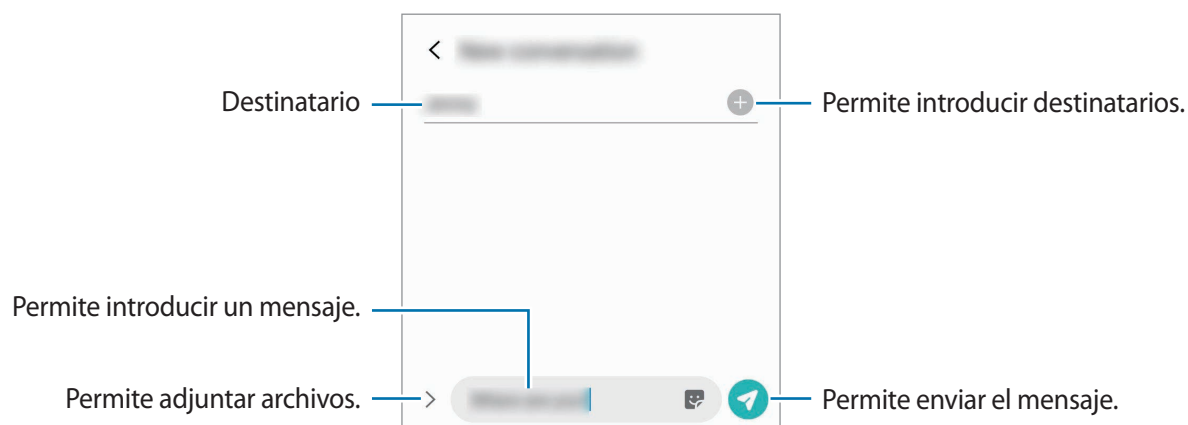 Destinatario
Permite introducir destinatarios.
Permite introducir un mensaje.
Permite adjuntar archivos.
Permite enviar el mensaje.